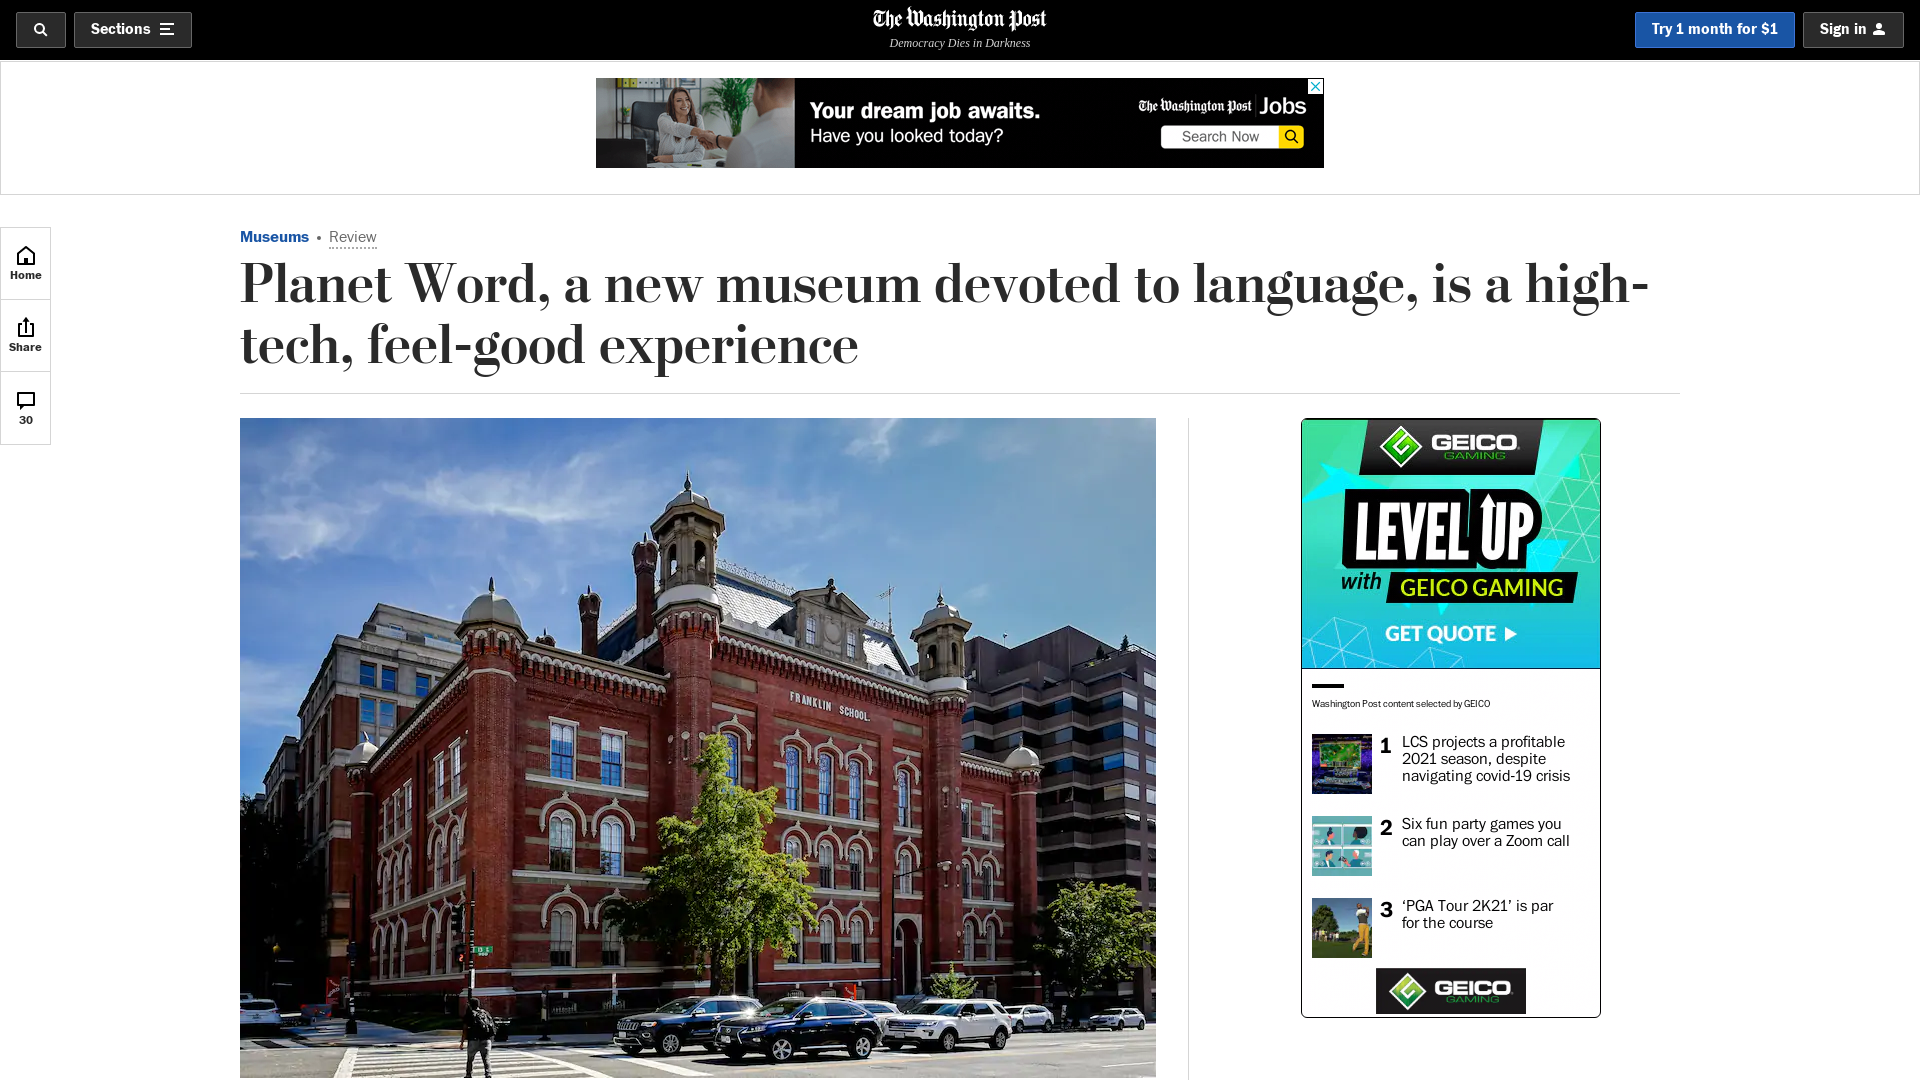 Sections
The Washington Post
Democracy Dies in Darkness
Try 1 month for $1
Sign in
Your dream job awaits.
Have you looked today?
The Washington Post Jobs
Search Now
Home
Share
30
Museums • Review
Planet Word, a new museum devoted to language, is a high-
tech, feel-good experience
FRANKLIN SCHOOL.
GEICO
GAMING
LEVEL UP
with GEICO GAMING
GET QUOTE
Washington Post content selected by GEICO
1 LCS projects a profitable
2021 season, despite
navigating covid-19 crisis
2 Six fun party games you
can play over a Zoom call
3 ‘PGA Tour 2K21’ is par
for the course
GEICO
GAMING